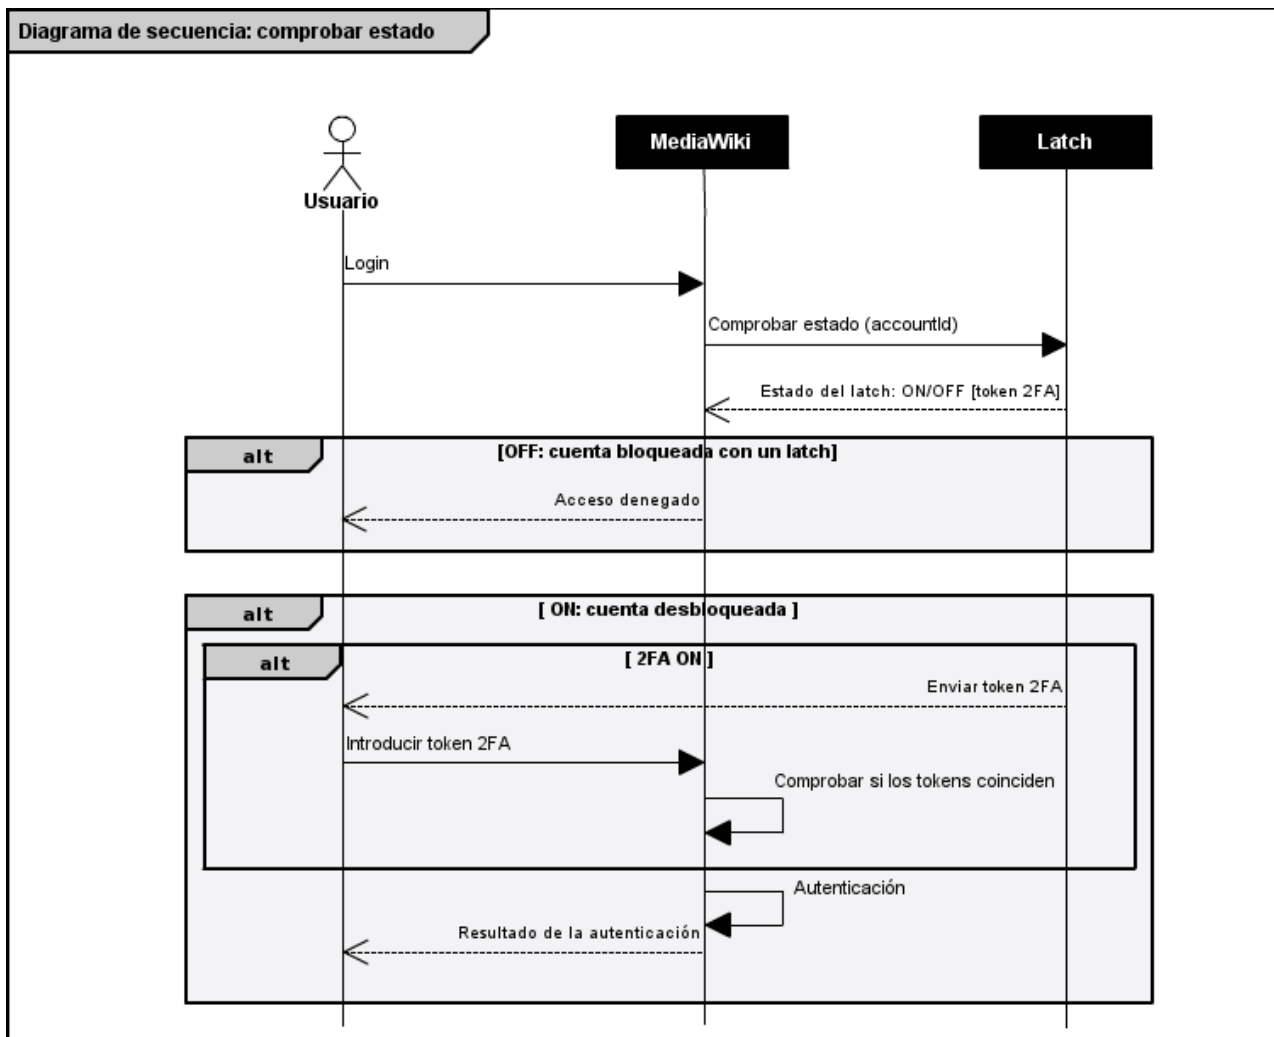 Diagrama de secuencia: comprobar estado
MediaWiki
Latch
Usuario
Login
Comprobar estado (accountId)
Estado del latch: ON/OFF [token 2FA]
alt
[OFF: cuenta bloqueada con un latch]
Acceso denegado
alt
[ ON: cuenta desbloqueada ]
alt
[ 2FA ON ]
Enviar token 2FA
Introducir token 2FA
Comprobar si los tokens coinciden
Autenticación
Resultado de la autenticación